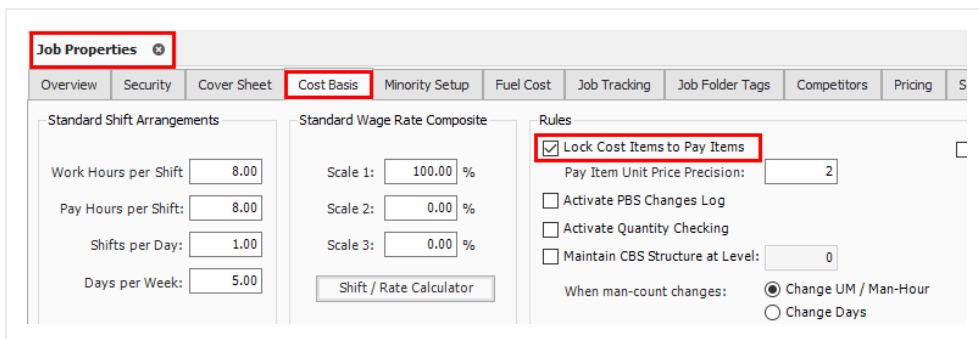 Job Properties
Overview Security Cover Sheet Cost Basis Minority Setup Fuel Cost Job Tracking Job Folder Tags Competitors Pricing S
Standard Shift Arrangements
Work Hours per Shift 8.00
Pay Hours per Shift: 8.00
Shifts per Day: 1.00
Days per Week: 5.00
Standard Wage Rate Composite
Scale 1: 100.00 %
Scale 2: 0.00 %
Scale 3: 0.00 %
Shift / Rate Calculator
Rules
Lock Cost Items to Pay Items
Pay Item Unit Price Precision: 2
Activate PBS Changes Log
Activate Quantity Checking
Maintain CBS Structure at Level: 0
When man-count changes: Change UM / Man-Hour
Change Days